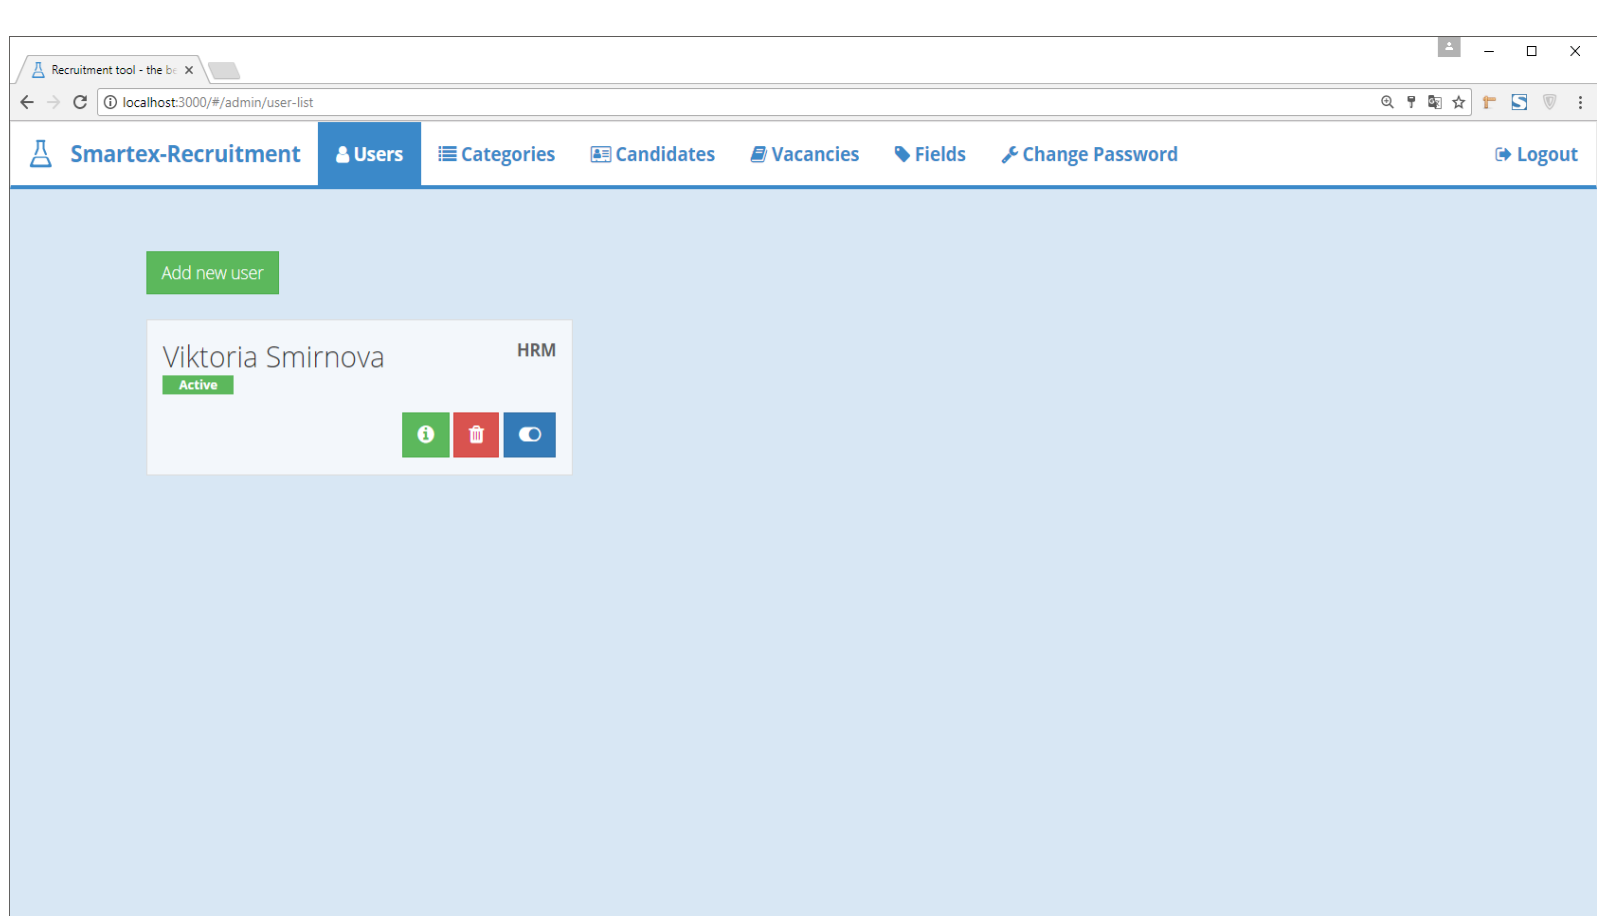 Recruitment tool - the be
localhost:3000/#/admin/user-list
Smartex-Recruitment Users Categories Candidates Vacancies Fields Change Password Logout
Add new user
Viktoria Smirnova HRM
Active